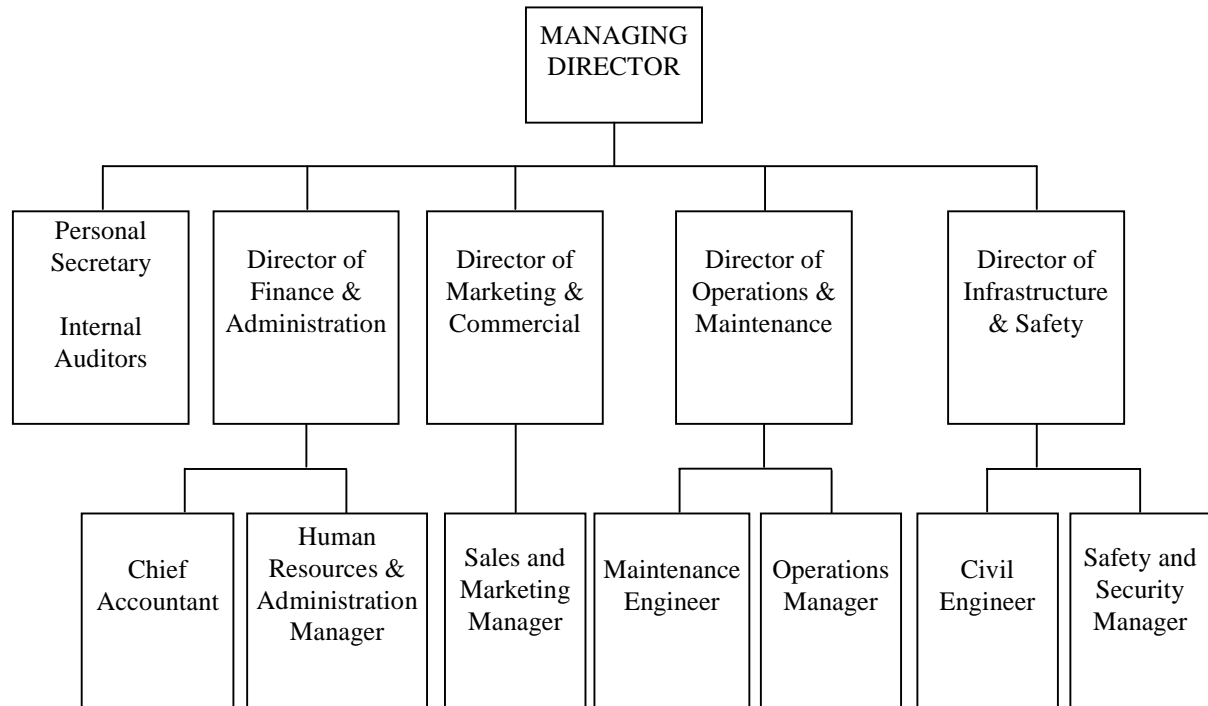 MANAGING
DIRECTOR
Personal
Secretary
Internal
Auditors
Director of
Finance &
Administration
Director of
Marketing &
Commercial
Director of
Operations &
Maintenance
Director of
Infrastructure
& Safety
Chief
Accountant
Human
Resources &
Administration
Manager
Sales and
Marketing
Manager
Maintenance
Engineer
Operations
Manager
Civil
Engineer
Safety and
Security
Manager